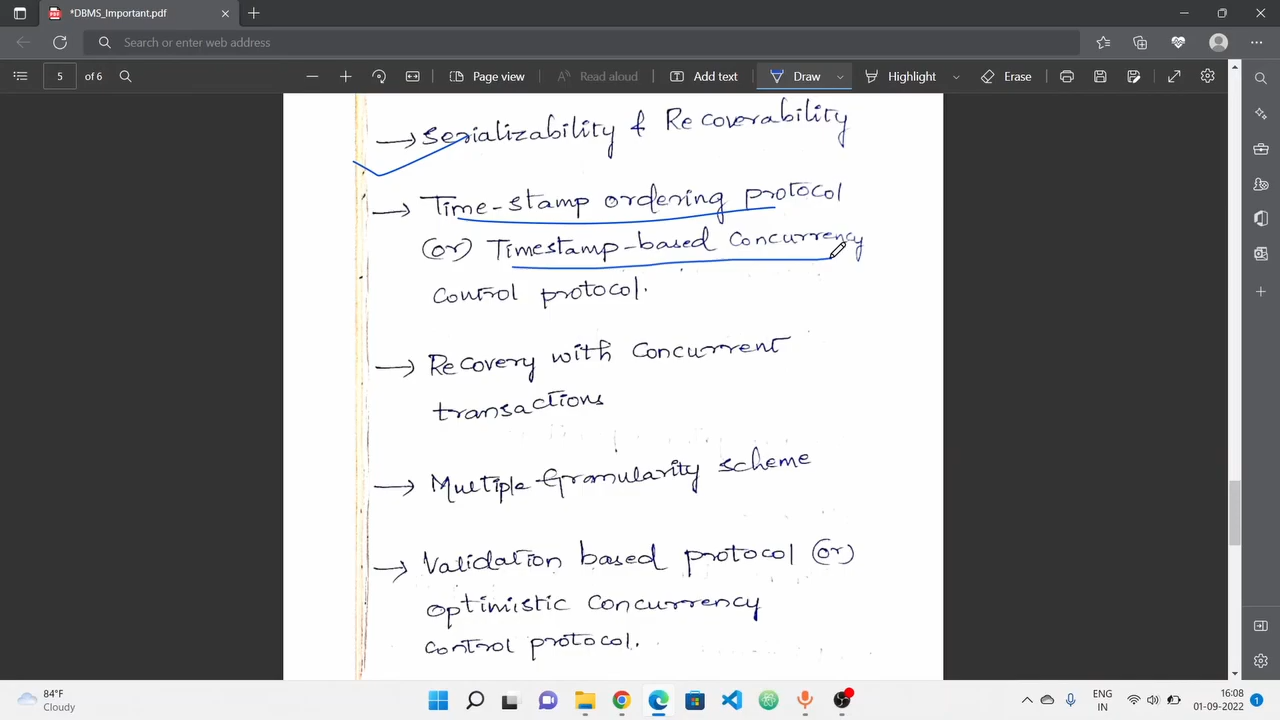 *DBMS_Important.pdf
Search or enter web address
5 of 6
Page view
Read aloud
Add text
Draw
Highlight
Erase
→ Serializability & Recoverability
→ Time-stamp ordering protocol
(or) Timestamp-based Concurrency
Control protocol.
→ Recovery with Concurrent
transactions
→ Multiple-Granularity scheme
→ Validation based protocol (or)
optimistic concurrency
control protocol.
84°F
Cloudy
ENG
IN
16:08
01-09-2022
1